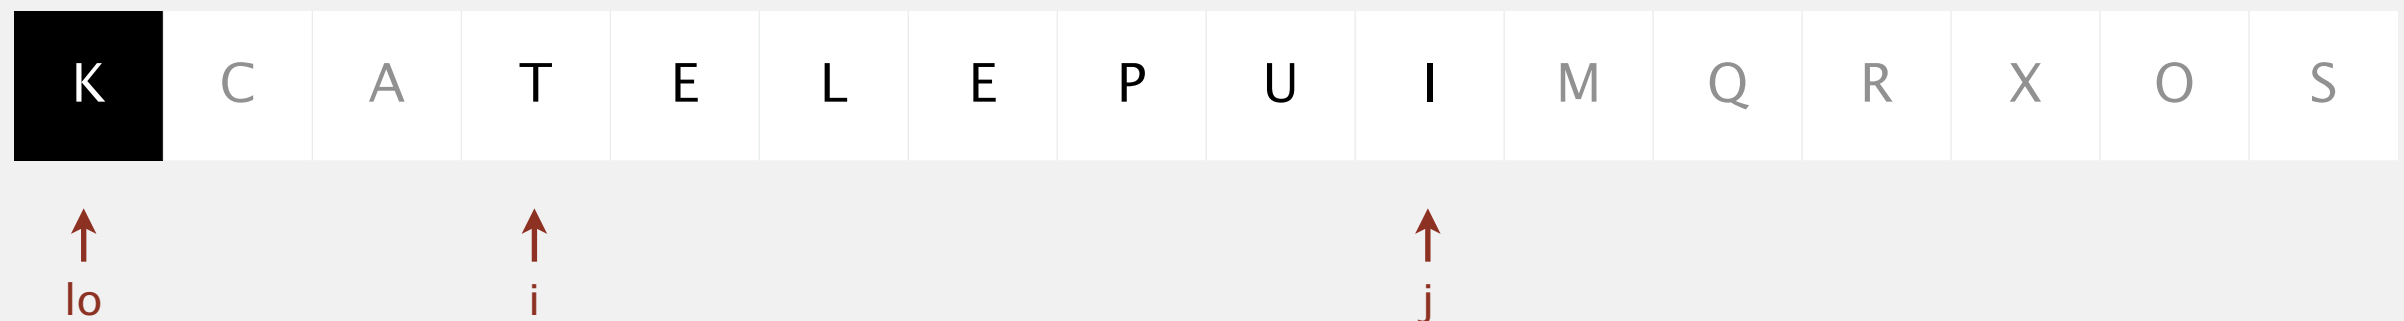 K C A T E L E P U I M Q R X O S
lo i j